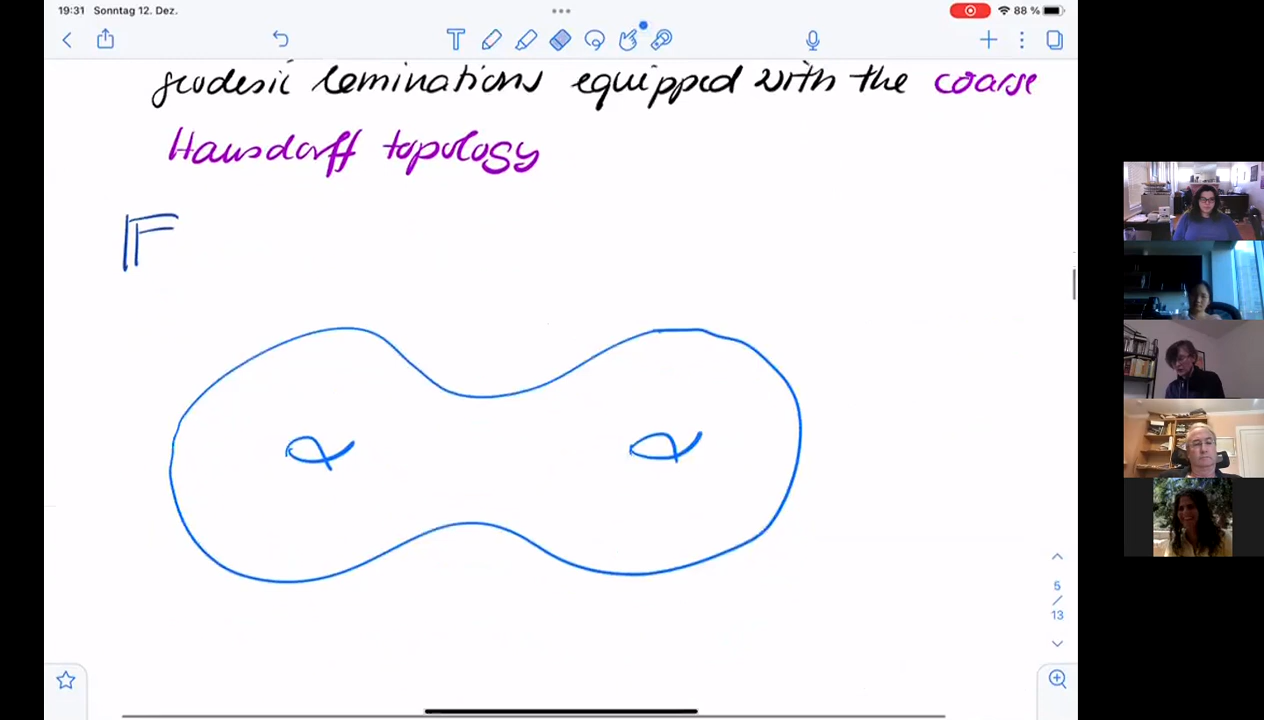 19:31 Sonntag 12. Dez.
88 %
geodesic laminations equipped with the coarse
Hausdorff topology
F
5
/
13